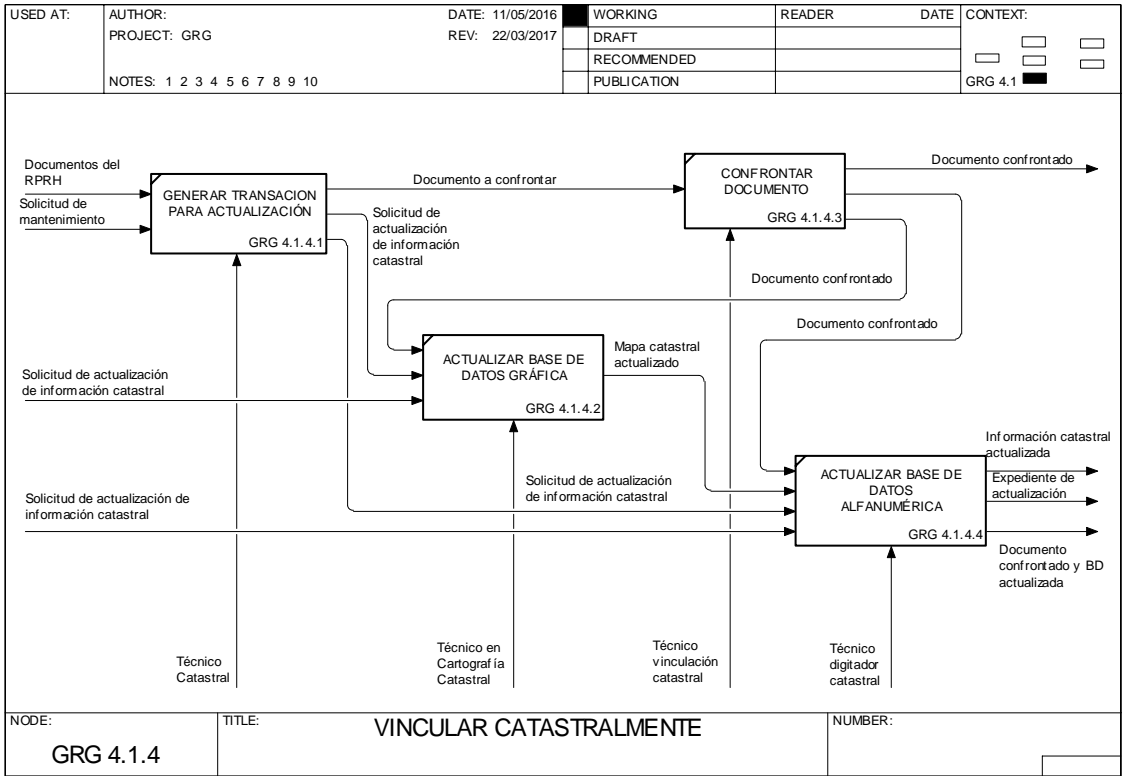 USED AT:
AUTHOR:
DATE: 11/05/2016
PROJECT: GRG
REV: 22/03/2017
NOTES: 1 2 3 4 5 6 7 8 9 10
WORKING
DRAFT
RECOMMENDED
PUBLICATION
READER
DATE
CONTEXT:
GRG 4.1
Documentos del
RPRH
Solicitud de
mantenimiento
GENERAR TRANSACION
PARA ACTUALIZACIÓN
GRG 4.1.4.1
Documento a confrontar
CONFRONTAR
DOCUMENTO
GRG 4.1.4.3
Documento confrontado
Solicitud de
actualización
de información
catastral
Documento confrontado
Documento confrontado
Solicitud de actualización
de información catastral
ACTUALIZAR BASE DE
DATOS GRÁFICA
GRG 4.1.4.2
Mapa catastral
actualizado
Solicitud de actualización de
información catastral
Solicitud de actualización
de información catastral
ACTUALIZAR BASE DE
DATOS
ALFANUMÉRICA
GRG 4.1.4.4
Información catastral
actualizada
Expediente de
actualización
Documento
confrontado y BD
actualizada
Técnico
Catastral
Técnico en
Cartografía
Catastral
Técnico
vinculación
catastral
Técnico
digitador
catastral
NODE:
GRG 4.1.4
TITLE:
VINCULAR CATASTRALMENTE
NUMBER: